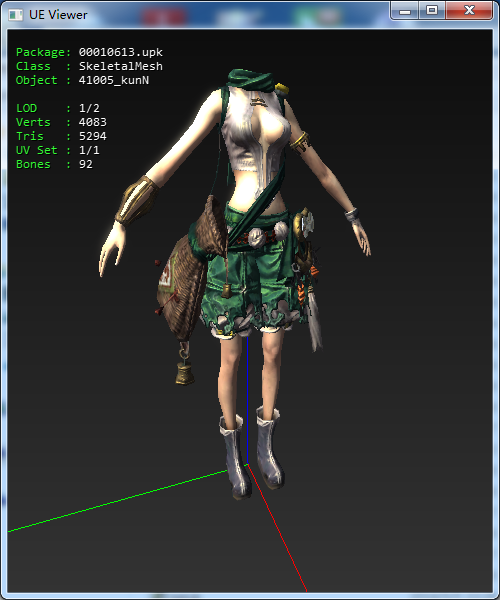 UE Viewer
Package: 00010613.upk
Class : SkeletalMesh
Object : 41005_kunN
LOD : 1/2
Verts : 4083
Tris : 5294
UV Set : 1/1
Bones : 92